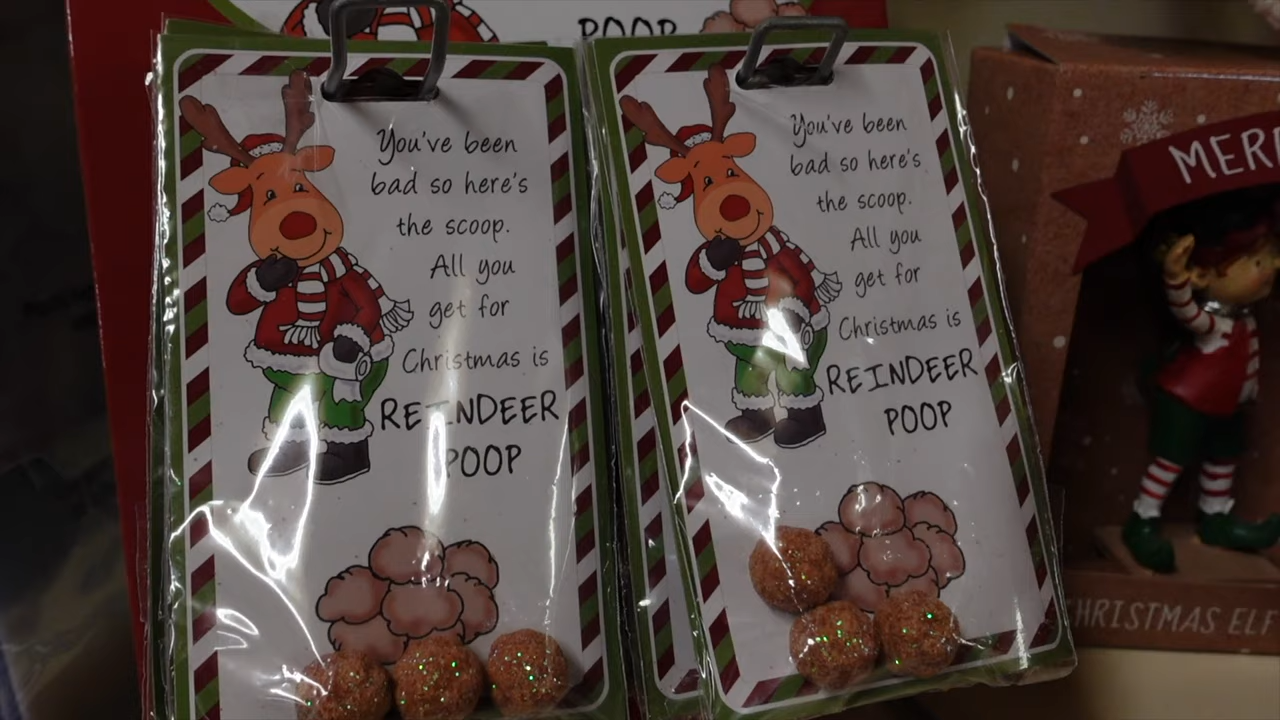 POOP
You've been
bad so here's
the scoop.
All you
get for
Christmas is
REINDEER
POOP
You've been
bad so here's
the scoop.
All you
get for
Christmas is
REINDEER
POOP
CHRISTMAS ELF